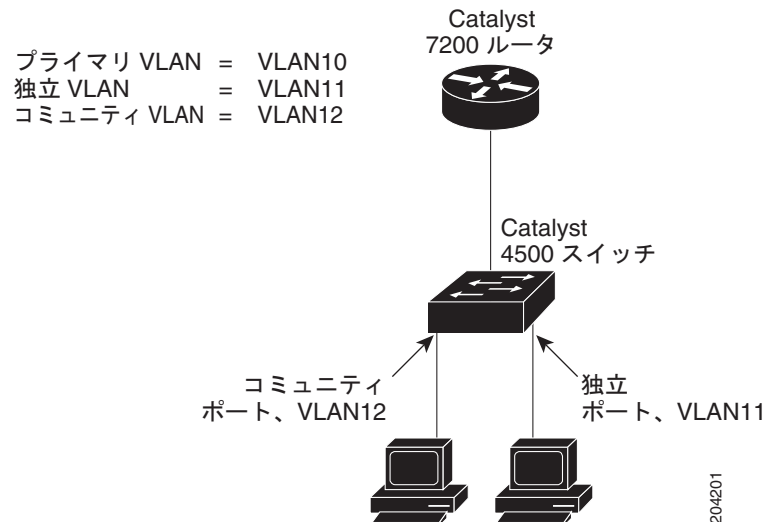 Catalyst
7200 ルータ
プライマリ VLAN = VLAN10
独立 VLAN = VLAN11
コミュニティ VLAN = VLAN12
Catalyst
4500 スイッチ
コミュニティ
ポート、VLAN12
独立
ポート、VLAN11
204201